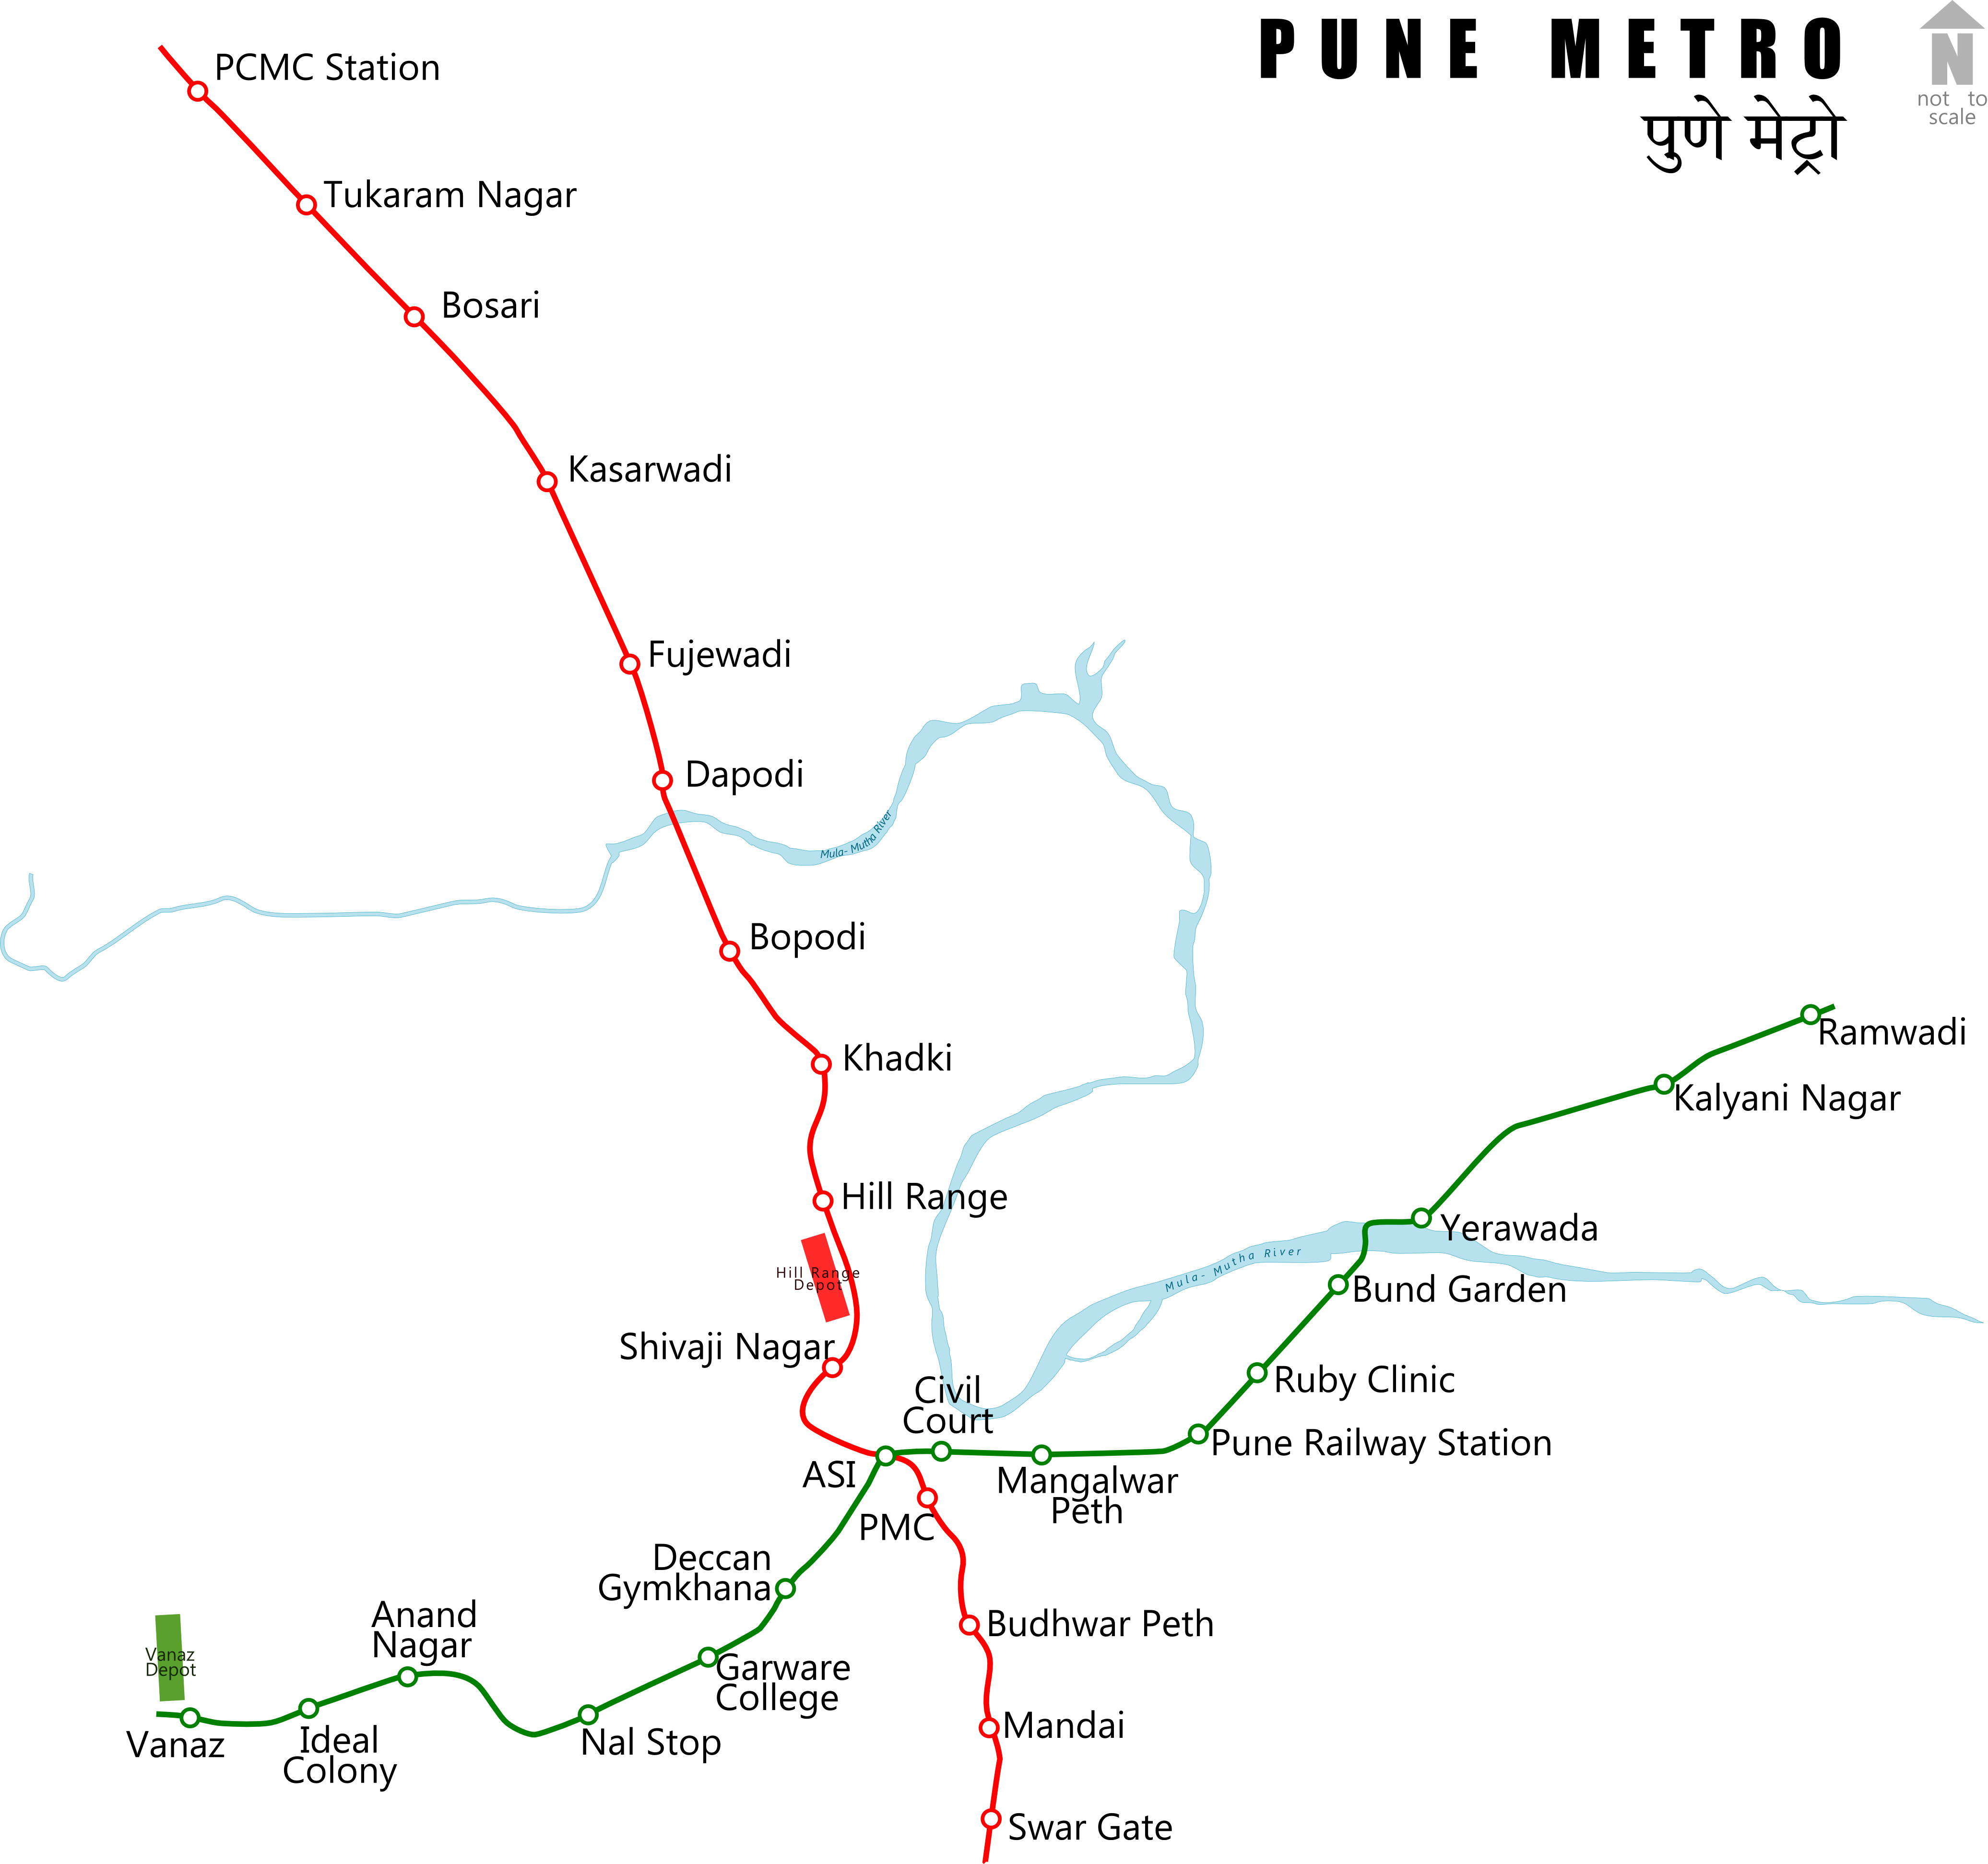 PUNE METRO
पुणे मेट्रो
N
not to
scale
PCMC Station
Tukaram Nagar
Bosari
Kasarwadi
Fujewadi
Dapodi
Mula- Mutha River
Bopodi
Khadki
Hill Range
Hill Range
Depot
Shivaji Nagar
Ramwadi
Kalyani Nagar
Yerawada
Mula- Mutha River
Bund Garden
Ruby Clinic
Pune Railway Station
Civil
Court
Mangalwar
Peth
ASI
PMC
Deccan
Gymkhana
Budhwar Peth
Anand
Nagar
Garware
College
Vanaz
Depot
Vanaz
Ideal
Colony
Nal Stop
Mandai
Swar Gate